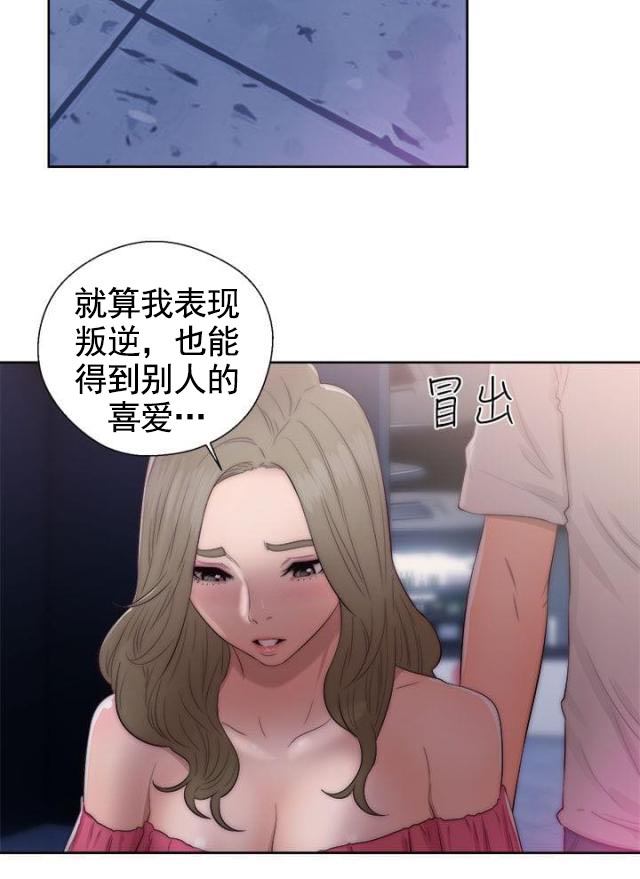 就算我表现
叛逆，也能
得到别人的
喜爱…
冒出